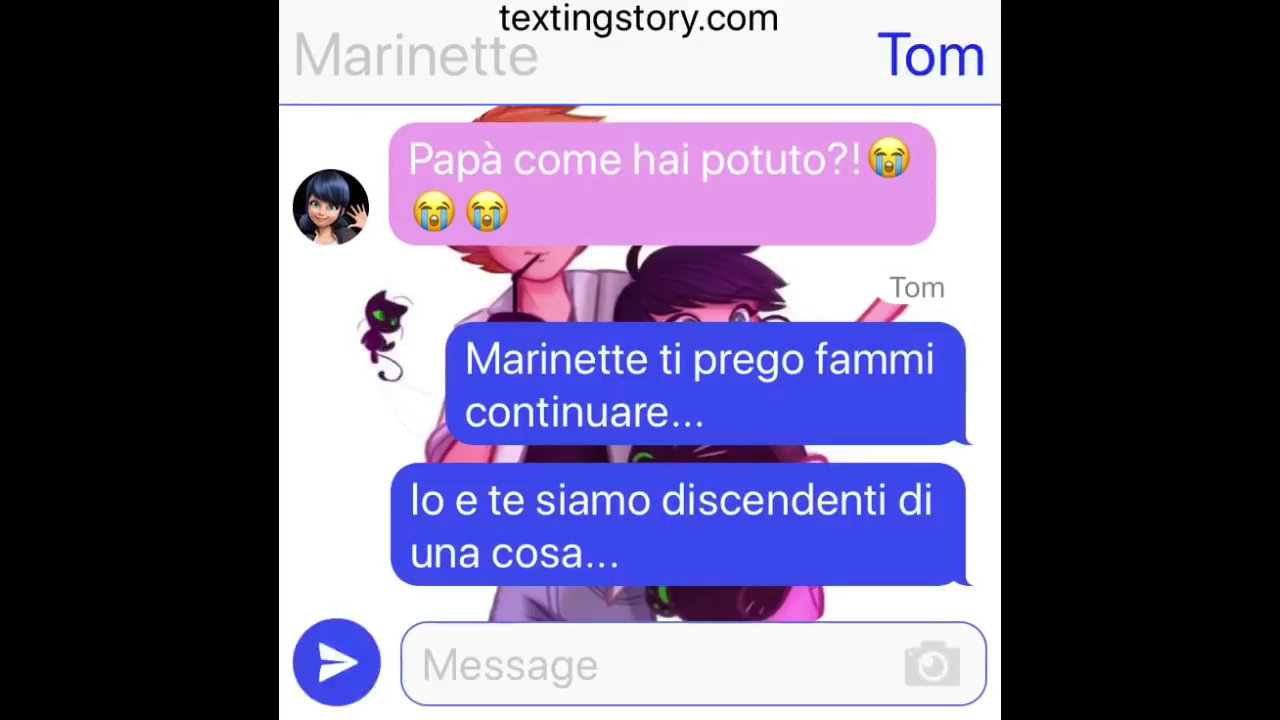 textingstory.com
Marinette
Tom
Papà come hai potuto?!😭
😭😭
Tom
Marinette ti prego fammi
continuare...
Io e te siamo discendenti di
una cosa...
Message